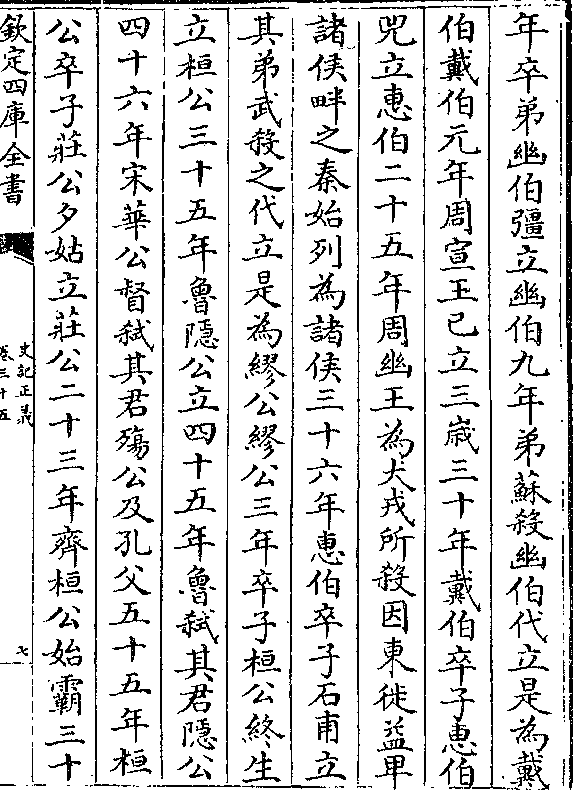 年卒弟幽伯彊立幽伯九年弟蘇殺幽伯代立是為戴
伯戴伯元年周宣王已立三歲三十年戴伯卒子惠伯
兕立惠伯二十五年周幽王為犬戎所殺因東徙益卑
諸侯畔之秦始列為諸侯三十六年惠伯卒子石甫立
其弟武殺之代立是為繆公繆公三年卒子桓公終生
立桓公三十五年魯隱公立四十五年魯弒其君隱公
四十六年宋華公督弒其君殤公及孔父五十五年桓
公卒子莊公夕姑立莊公二十三年齊桓公始霸三十
欽定四庫全書
史記正義
卷三十五
七